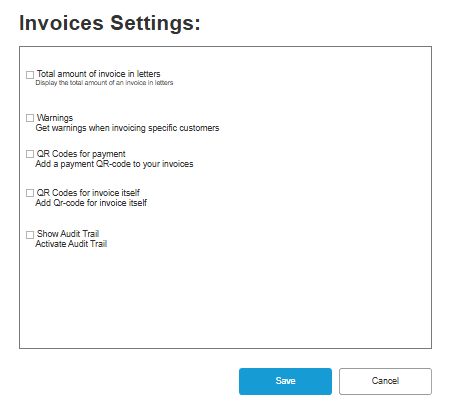 Invoices Settings:
Total amount of invoice in letters
Display the total amount of an invoice in letters
Warnings
Get warnings when invoicing specific customers
QR Codes for payment
Add a payment QR-code to your invoices
QR Codes for invoice itself
Add Qr-code for invoice itself
Show Audit Trail
Activate Audit Trail
Save Cancel